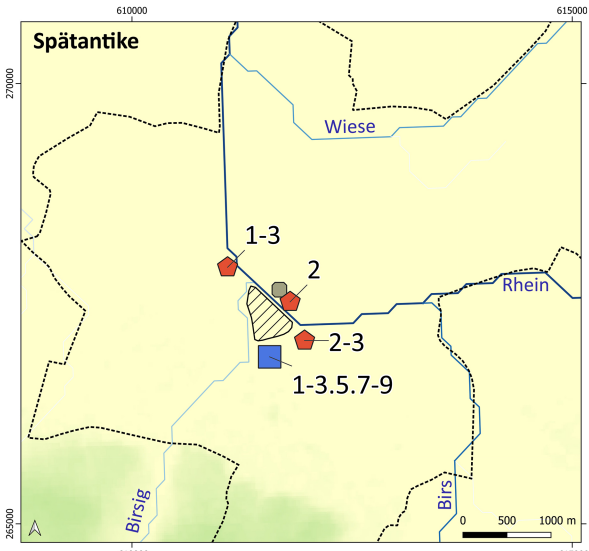 610000
615000
Spätantike
270000
Wiese
1-3
2
Rhein
2-3
1-3.5.7-9
Birsig
Birs
265000
0
500
1000 m